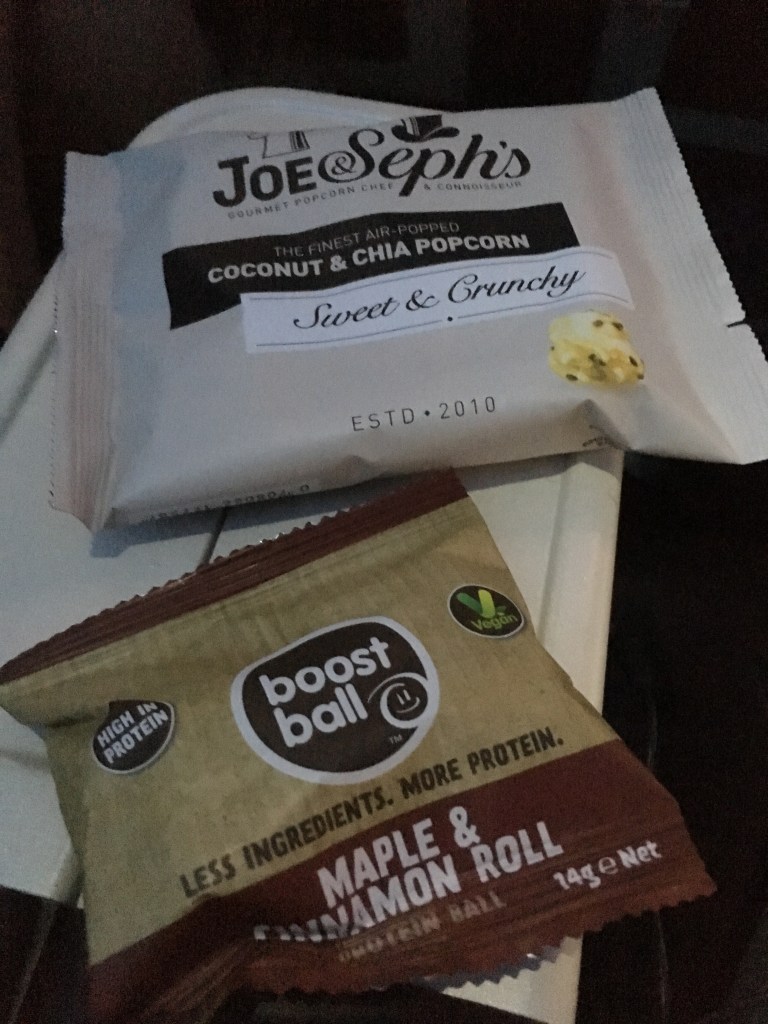 JOE & Seph's
GOURMET POPCORN CHEF & CONNOISSEUR
THE FINEST AIR-POPPED
COCONUT & CHIA POPCORN
Sweet & Crunchy
ESTD • 2010
Vegan
boost
ball
TM
HIGH IN
PROTEIN
LESS INGREDIENTS. MORE PROTEIN.
MAPLE &
CINNAMON ROLL
PROTEIN BALL
14g e Net